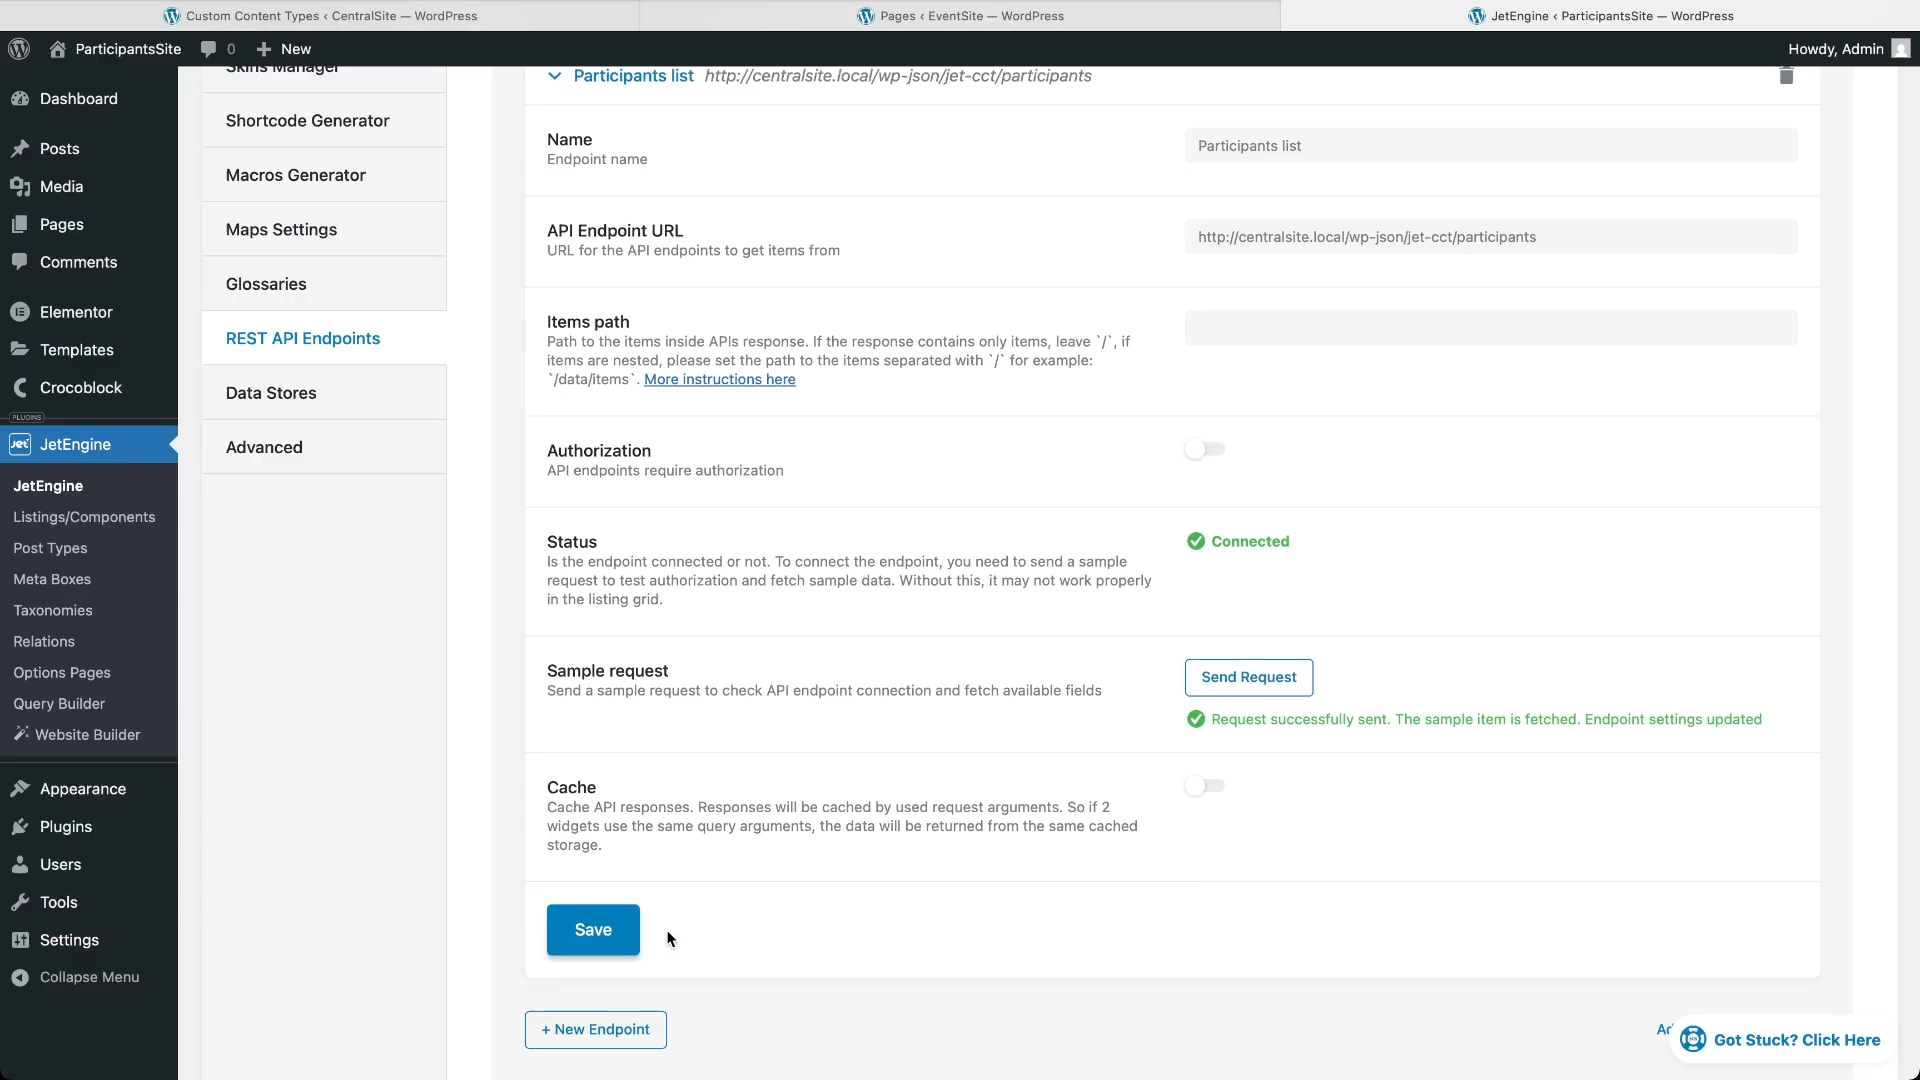 Custom Content Types ‹ CentralSite — WordPress
Pages ‹ EventSite — WordPress
JetEngine ‹ ParticipantsSite — WordPress
ParticipantsSite
0
New
Howdy, Admin
Dashboard
Posts
Media
Pages
Comments
Elementor
Templates
Crocoblock
PLUGINS
Jet
JetEngine
JetEngine
Listings/Components
Post Types
Meta Boxes
Taxonomies
Relations
Options Pages
Query Builder
Website Builder
Appearance
Plugins
Users
Tools
Settings
Collapse Menu
Skins Manager
Shortcode Generator
Macros Generator
Maps Settings
Glossaries
REST API Endpoints
Data Stores
Advanced
Participants list http://centralsite.local/wp-json/jet-cct/participants
Name
Endpoint name
Participants list
API Endpoint URL
URL for the API endpoints to get items from
http://centralsite.local/wp-json/jet-cct/participants
Items path
Path to the items inside APIs response. If the response contains only items, leave `/`, if
items are nested, please set the path to the items separated with `/` for example:
`/data/items`. More instructions here
Authorization
API endpoints require authorization
Status
Is the endpoint connected or not. To connect the endpoint, you need to send a sample
request to test authorization and fetch sample data. Without this, it may not work properly
in the listing grid.
Connected
Sample request
Send a sample request to check API endpoint connection and fetch available fields
Send Request
Request successfully sent. The sample item is fetched. Endpoint settings updated
Cache
Cache API responses. Responses will be cached by used request arguments. So if 2
widgets use the same query arguments, the data will be returned from the same cached
storage.
Save
+ New Endpoint
Got Stuck? Click Here